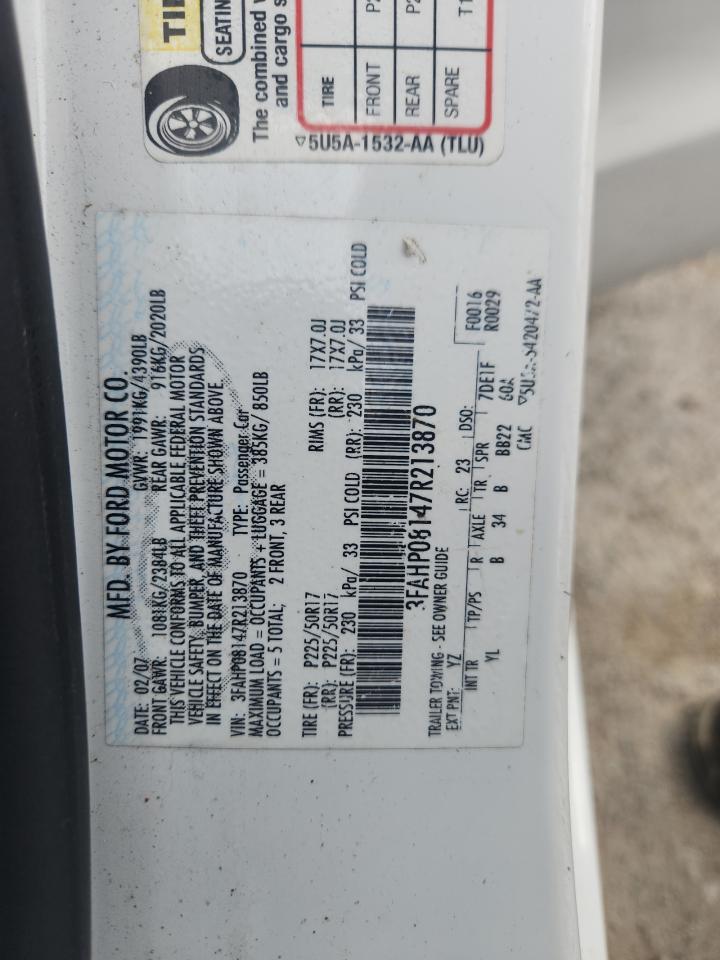 TIRE
SEATING
The combined
and cargo
TIRE
FRONT
REAR
SPARE T1
5U5A-1532-AA (TLU)
MFD. BY FORD MOTOR CO.
DATE: 02/07 GVWR: 1991KG/4390LB
FRONT GAWR: 1081KG/2384LB REAR GAWR: 916KG/2020LB
THIS VEHICLE CONFORMS TO ALL APPLICABLE FEDERAL MOTOR
VEHICLE SAFETY, BUMPER, AND THEFT PREVENTION STANDARDS
IN EFFECT ON THE DATE OF MANUFACTURE SHOWN ABOVE
VIN: 3FAHP08147R213870 TYPE: Passenger Car
MAXIMUM LOAD = OCCUPANTS + LUGGAGE = 385KG/ 850LB
OCCUPANTS = 5 TOTAL; 2 FRONT, 3 REAR
TIRE (FR): P225/50R17 RIMS (FR): 17X7.0J
(RR): P225/50R17 (RR): 17X7.0J
PRESSURE (FR): 230 kPa/ 33 PSI COLD (RR): 230 kPa/ 33 PSI COLD
3FAHP08147R213870
TRAILER TOWING - SEE OWNER GUIDE
EXT PNT: YZ RC: 23 DSO: F0016
INT TR TP/PS R AXLE TR SPR 7DE1F R0029
YL B 34 B BB22 60A
CMC